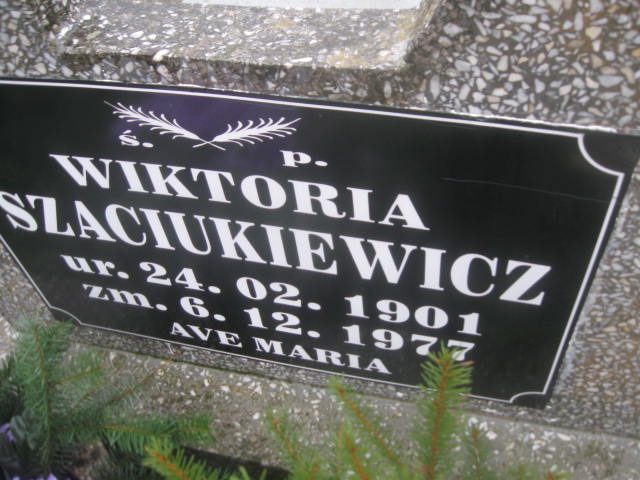 ś. p.
WIKTORIA
SZACIUKIEWICZ
ur. 24. 02. 1901
zm. 6. 12. 1977
AVE MARIA